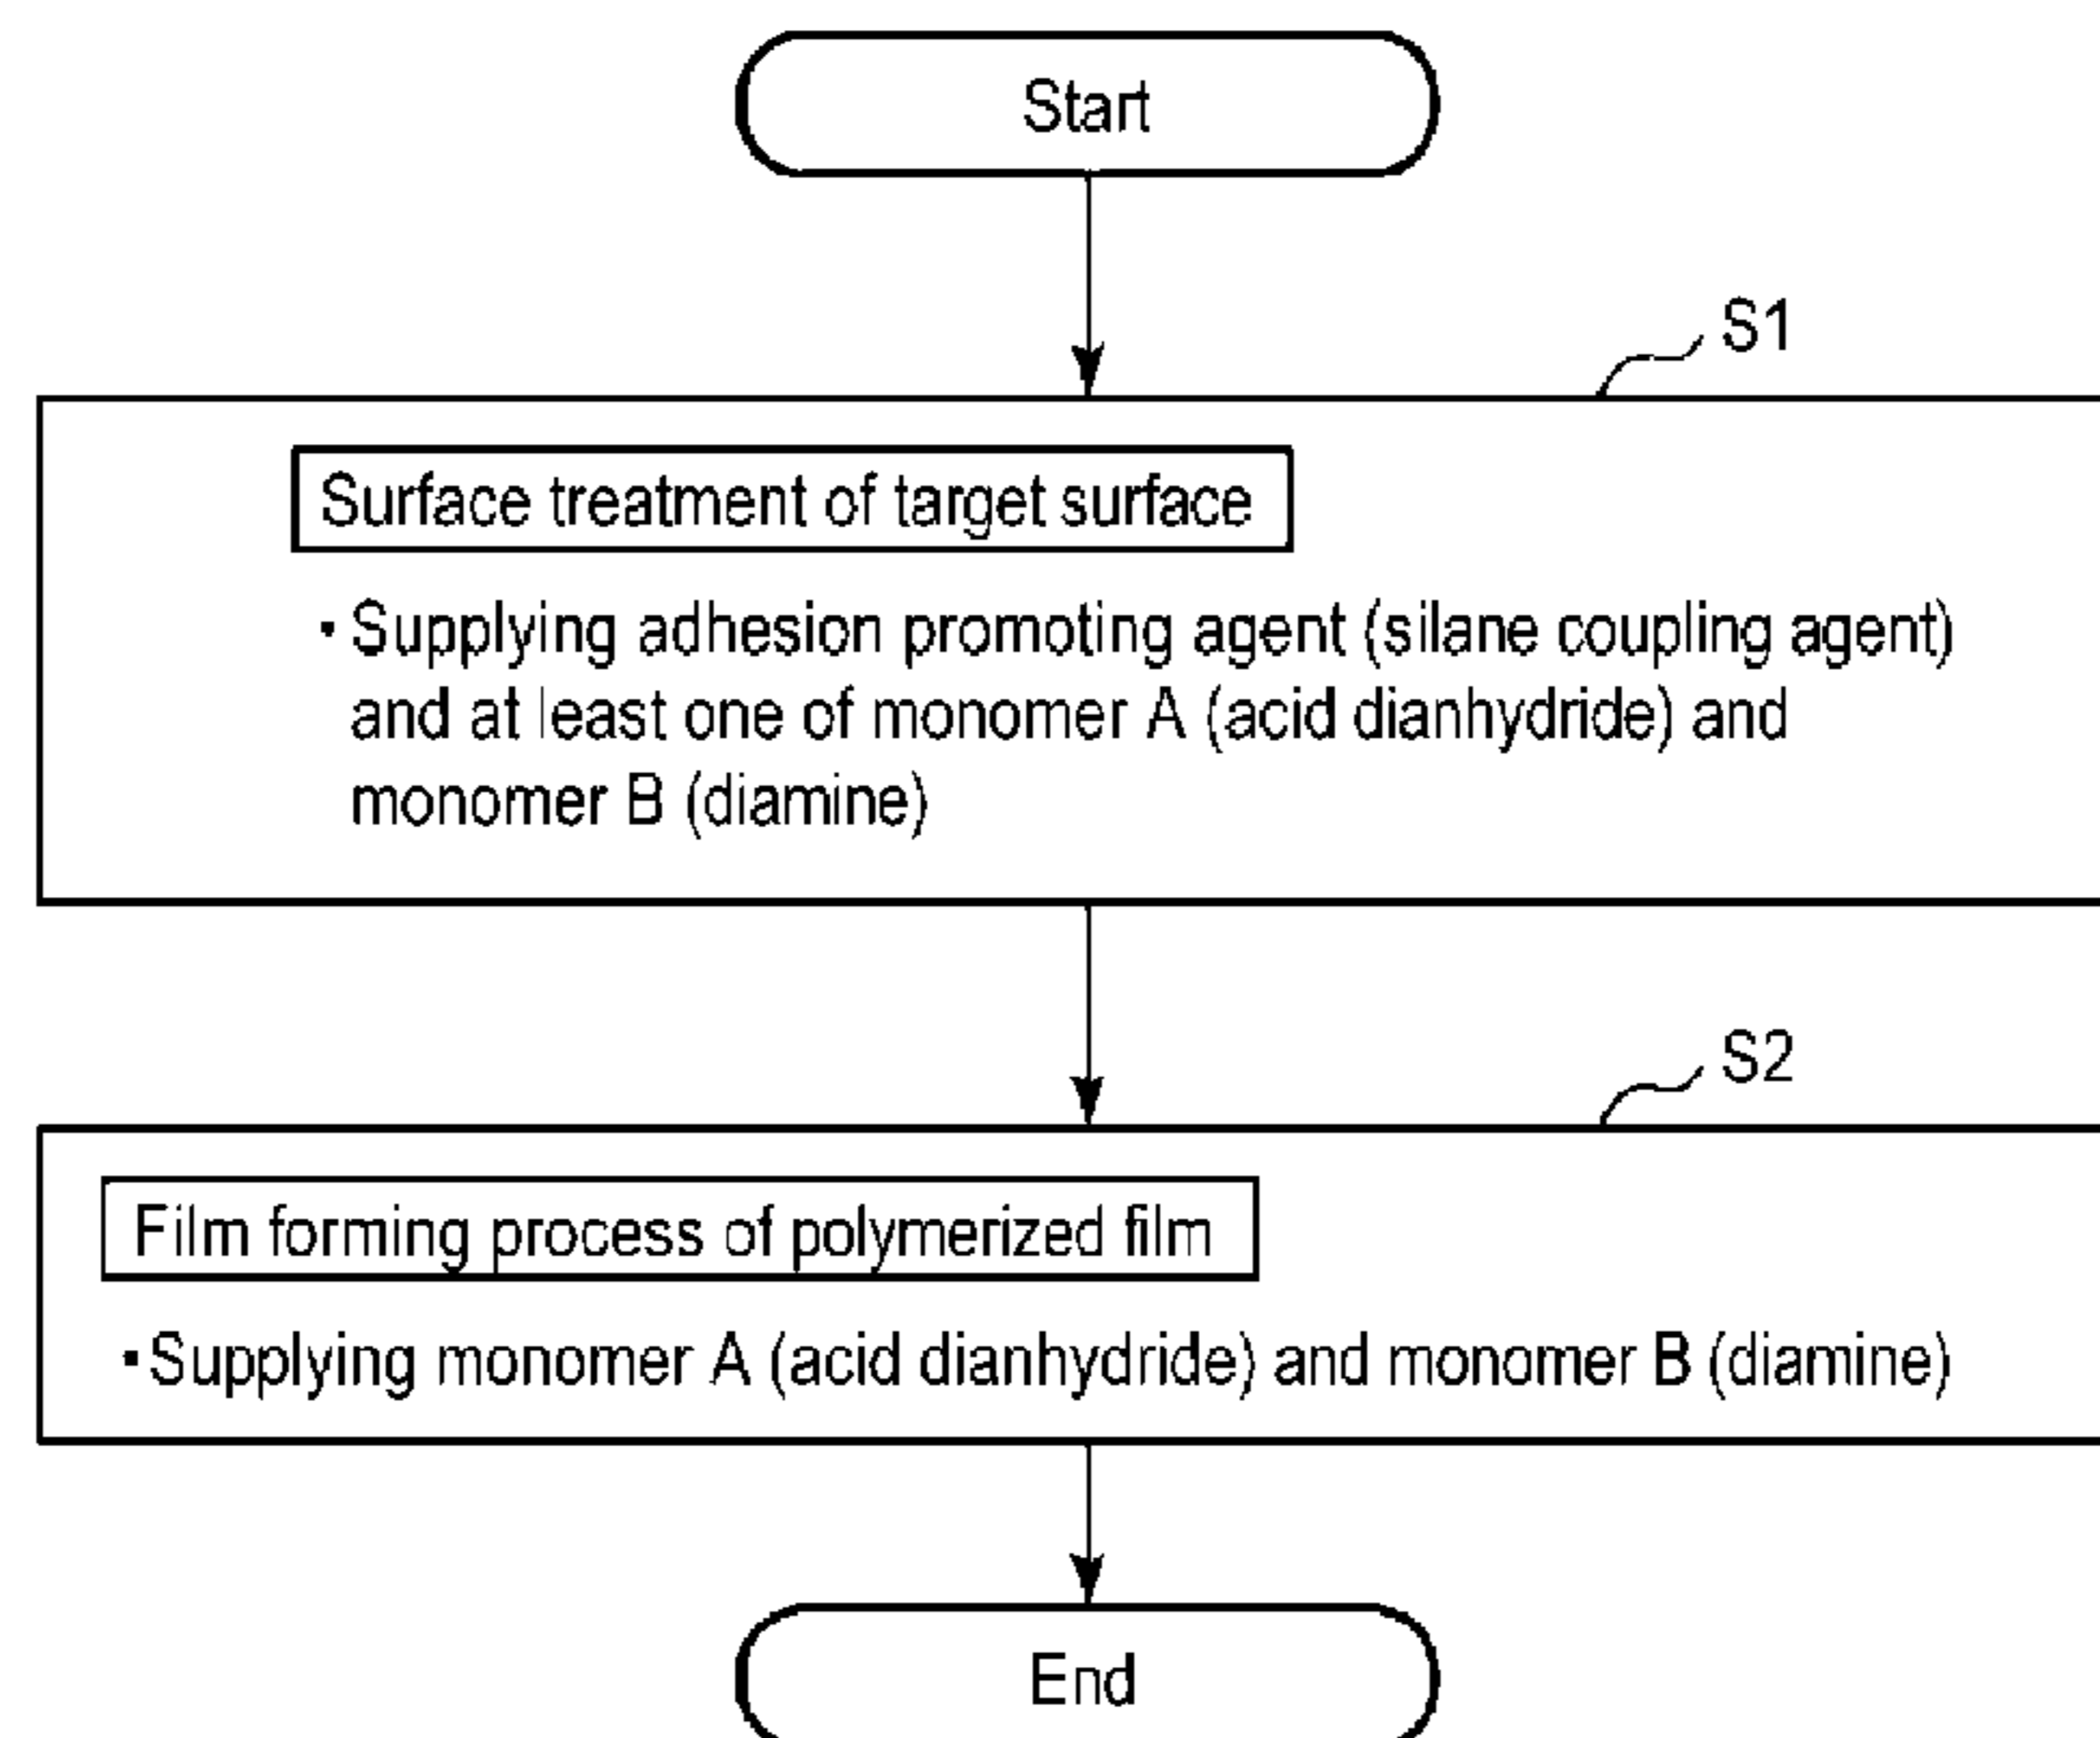 Start
S1
Surface treatment of target surface
・Supplying adhesion promoting agent (silane coupling agent)
and at least one of monomer A (acid dianhydride) and
monomer B (diamine)
S2
Film forming process of polymerized film
・Supplying monomer A (acid dianhydride) and monomer B (diamine)
End